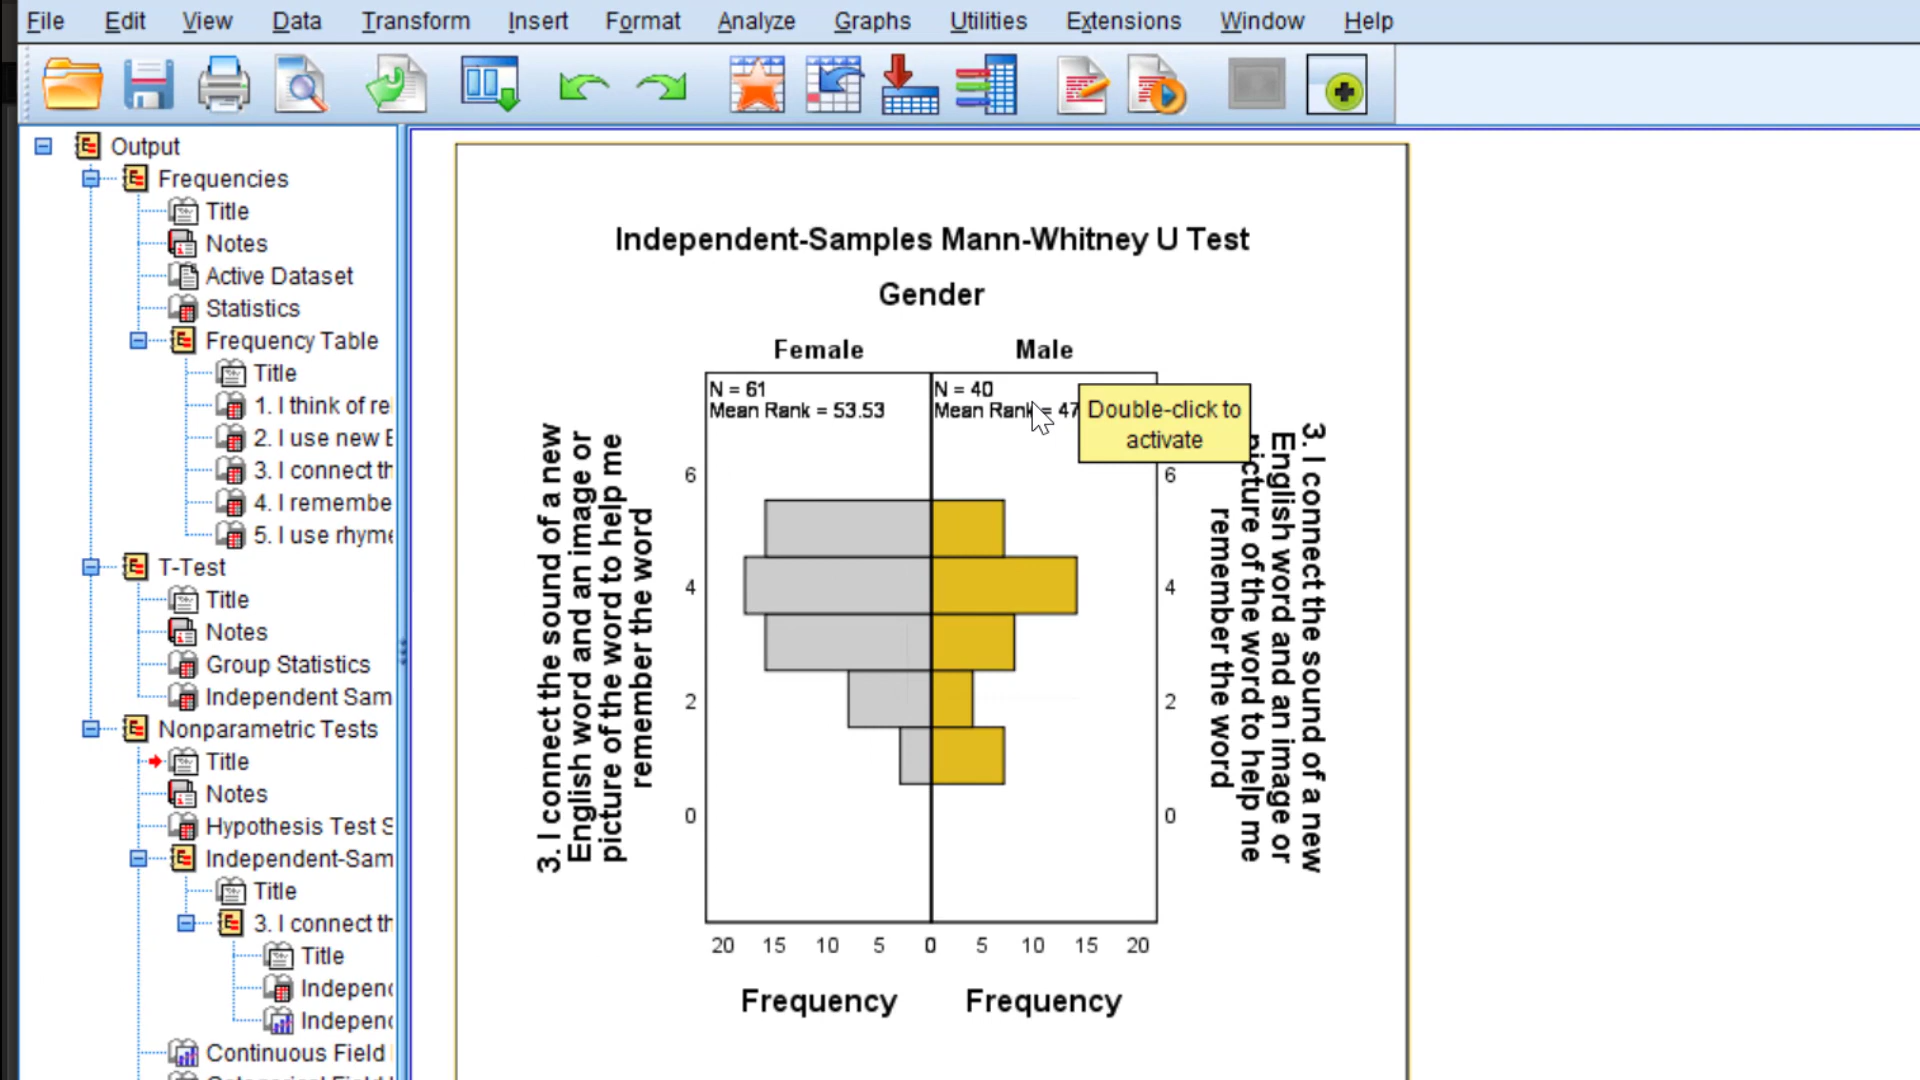 File Edit View Data Transform Insert Format Analyze Graphs Utilities Extensions Window Help
Output
Frequencies
Title
Notes
Active Dataset
Statistics
Frequency Table
Title
1. I think of re
2. I use new E
3. I connect th
4. I remembe
5. I use rhyme
T-Test
Title
Notes
Group Statistics
Independent Sam
Nonparametric Tests
Title
Notes
Hypothesis Test S
Independent-Sam
Title
3. I connect th
Title
Independ
Independ
Continuous Field
Independent-Samples Mann-Whitney U Test
Gender
Female Male
N = 61
Mean Rank = 53.53
N = 40
Mean Rank = 47
Double-click to
activate
3. I connect the sound of a new
English word and an image or
picture of the word to help me
remember the word
6
4
2
0
6
4
2
0
3. I connect the sound of a new
English word and an image or
picture of the word to help me
remember the word
20 15 10 5 0 5 10 15 20
Frequency Frequency